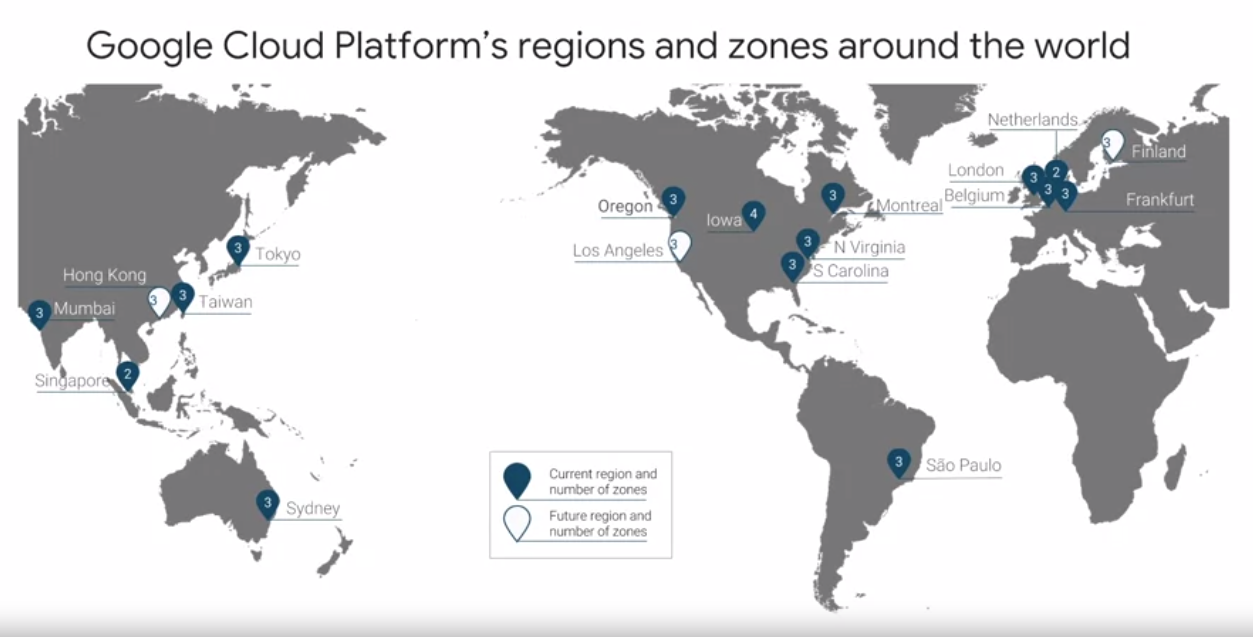 Google Cloud Platform's regions and zones around the world
Netherlands
3
Finland
London
3
2
Belgium
3
3
Frankfurt
Oregon
3
Iowa
4
3
Montreal
Los Angeles
3
3
N Virginia
3
S Carolina
3
Tokyo
Hong Kong
3
3
Taiwan
3
Mumbai
Singapore
2
3
São Paulo
3
Sydney
Current region and
number of zones
Future region and
number of zones